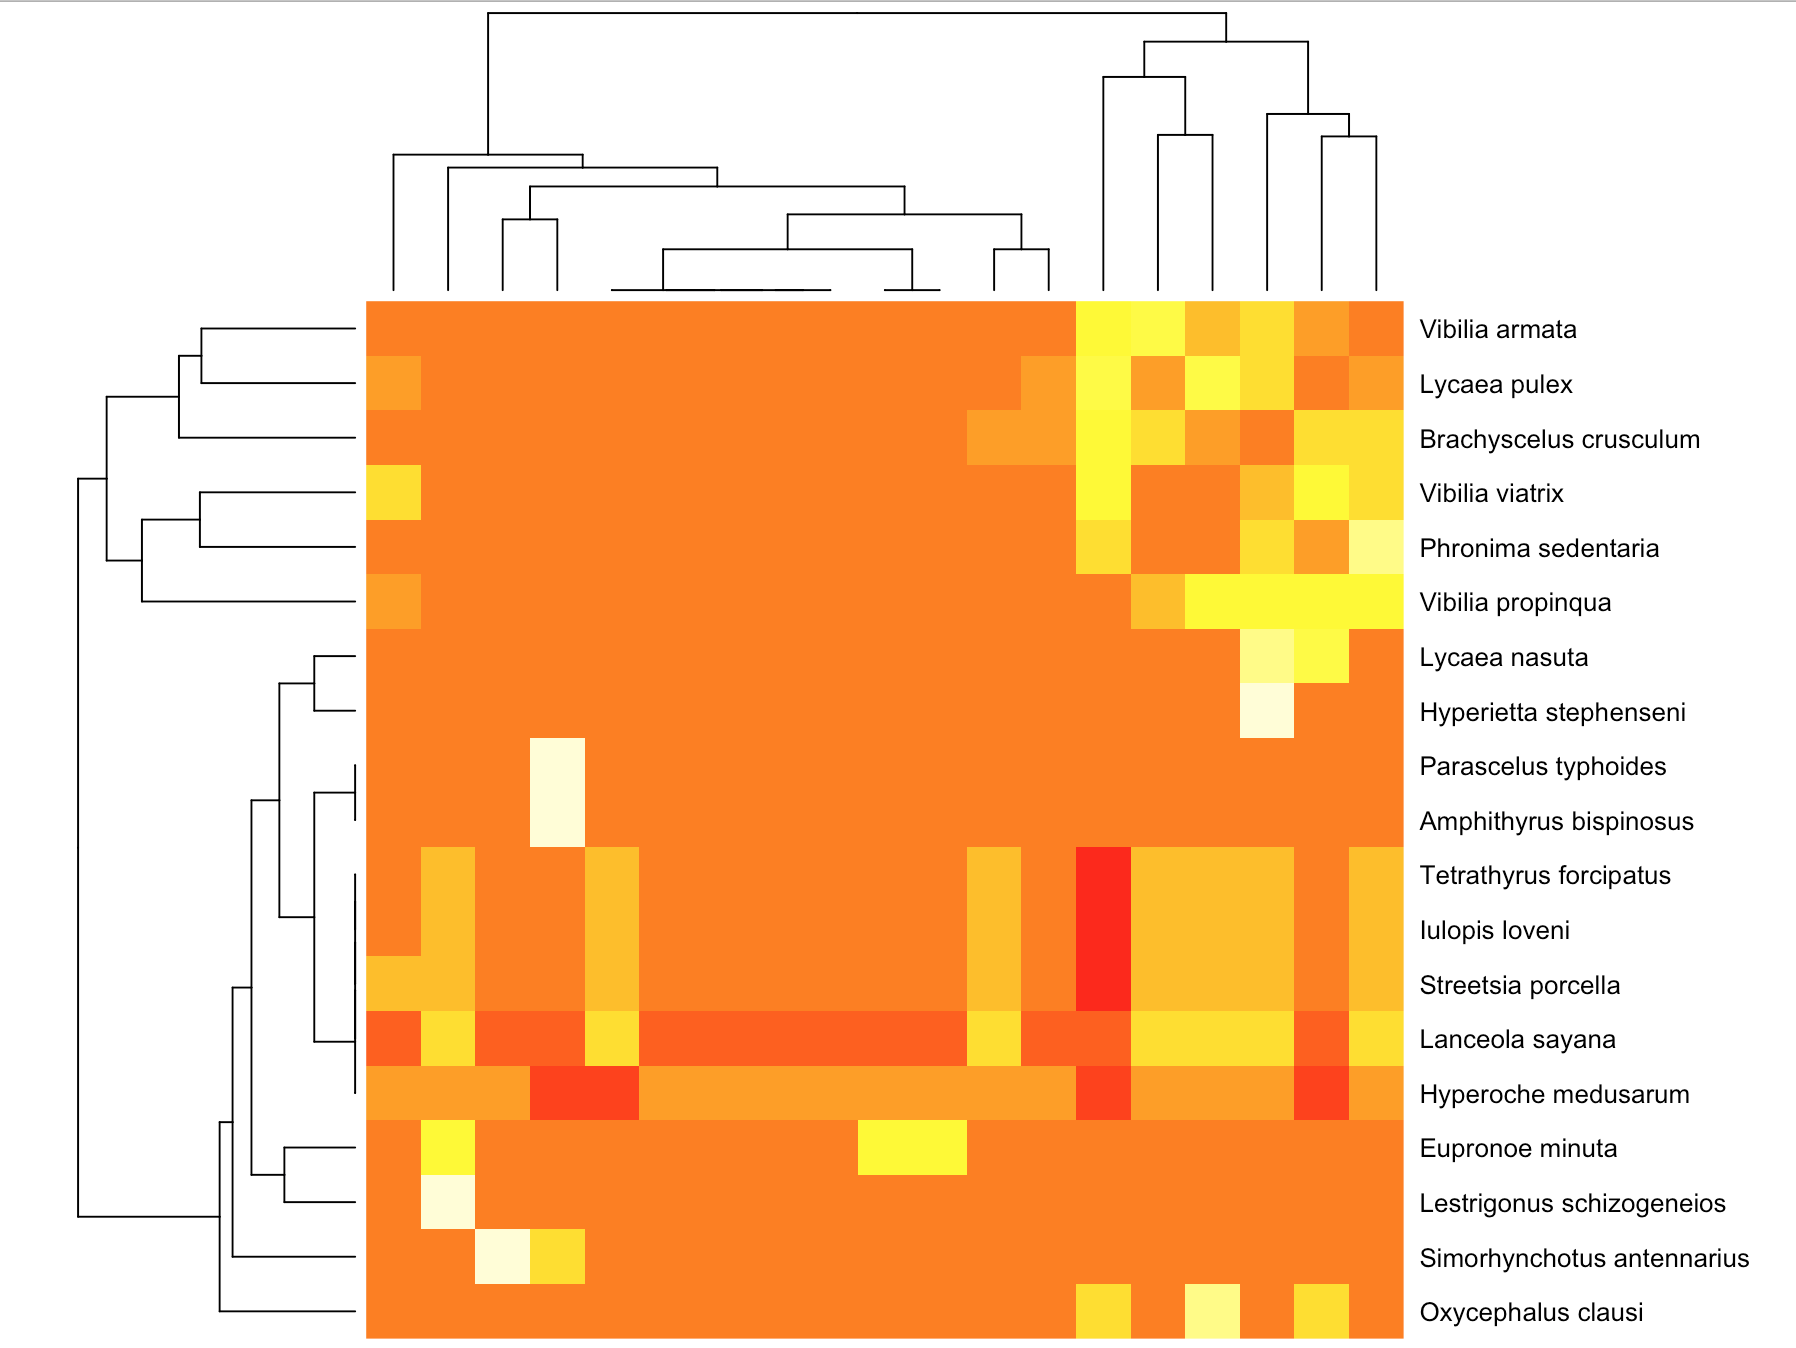 Vibilia armata
Lycaea pulex
Brachyscelus crusculum
Vibilia viatrix
Phronima sedentaria
Vibilia propinqua
Lycaea nasuta
Hyperietta stephenseni
Parascelus typhoides
Amphithyrus bispinosus
Tetrathyrus forcipatus
Iulopis loveni
Streetsia porcella
Lanceola sayana
Hyperoche medusarum
Eupronoe minuta
Lestrigonus schizogeneios
Simorhynchotus antennarius
Oxycephalus clausi